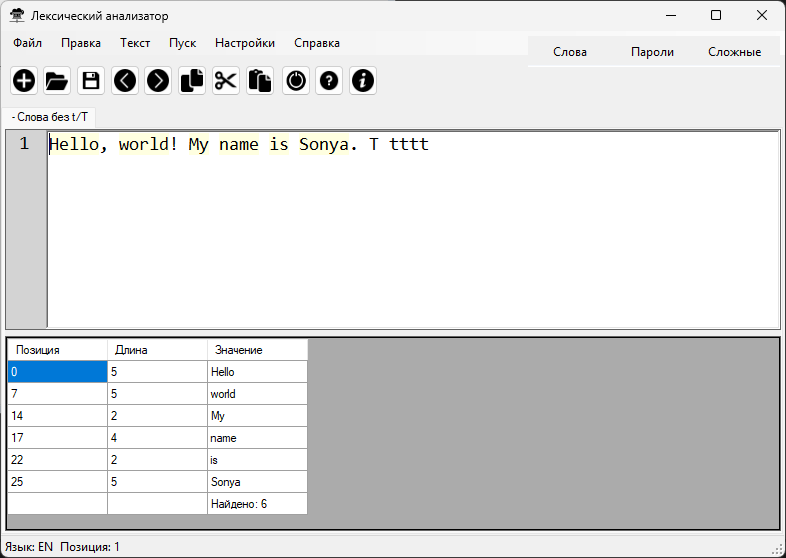 Лексический анализатор
Файл Правка Текст Пуск Настройки Справка
Слова Пароли Сложные
- Слова без t/T
1 Hello, world! My name is Sonya. T tttt
Позиция Длина Значение
0 5 Hello
7 5 world
14 2 My
17 4 name
22 2 is
25 5 Sonya
Найдено: 6
Язык: EN Позиция: 1